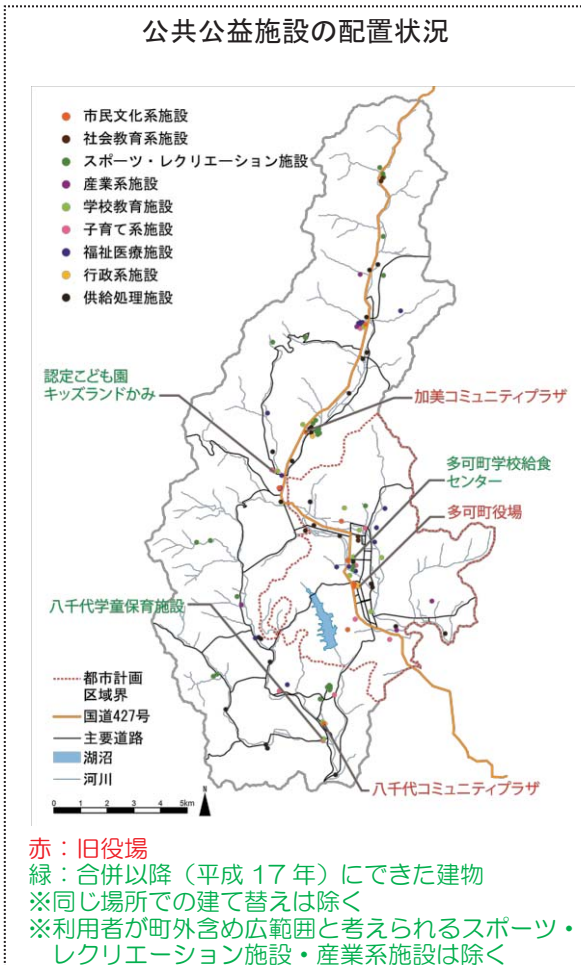 公共公益施設の配置状況
市民文化系施設
社会教育系施設
スポーツ・レクリエーション施設
産業系施設
学校教育施設
子育て系施設
福祉医療施設
行政系施設
供給処理施設
認定こども園
キッズランドかみ
加美コミュニティプラザ
多可町学校給食
センター
多可町役場
八千代学童保育施設
都市計画
区域界
国道427号
主要道路
湖沼
河川
八千代コミュニティプラザ
0 1 2 3 4 5km
赤：旧役場
緑：合併以降（平成 17 年）にできた建物
※同じ場所での建て替えは除く
※利用者が町外含め広範囲と考えられるスポーツ・
レクリエーション施設・産業系施設は除く